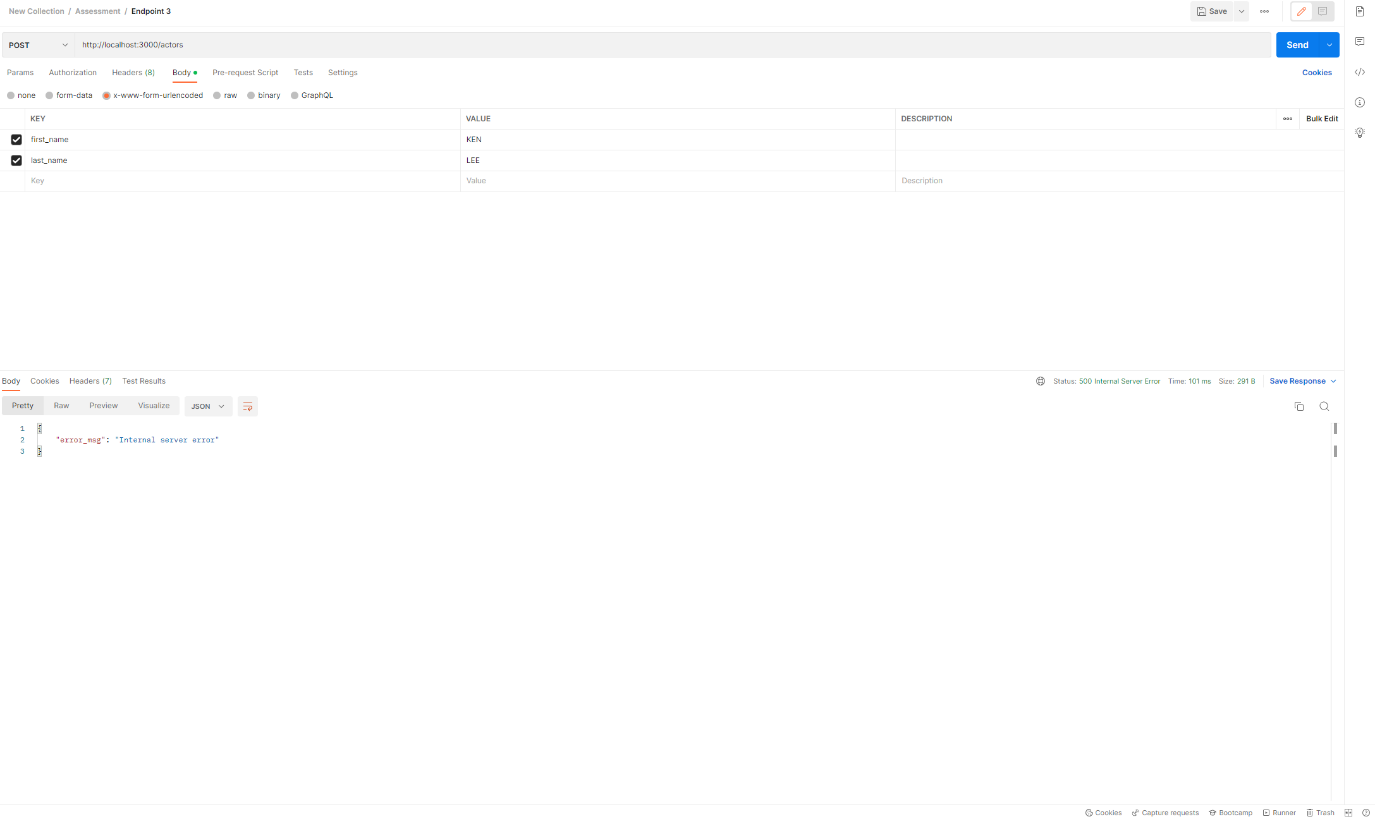 New Collection / Assessment / Endpoint 3
Save
POST
http://localhost:3000/actors
Send
Params Authorization Headers (8) Body Pre-request Script Tests Settings
Cookies
none form-data x-www-form-urlencoded raw binary GraphQL
KEY VALUE DESCRIPTION
Bulk Edit
first_name KEN
last_name LEE
Key Value Description
Body Cookies Headers (7) Test Results
Status: 500 Internal Server Error Time: 101 ms Size: 291 B Save Response
Pretty Raw Preview Visualize JSON
1 {
2 "error_msg": "Internal server error"
3 }
Cookies Capture requests Bootcamp Runner Trash